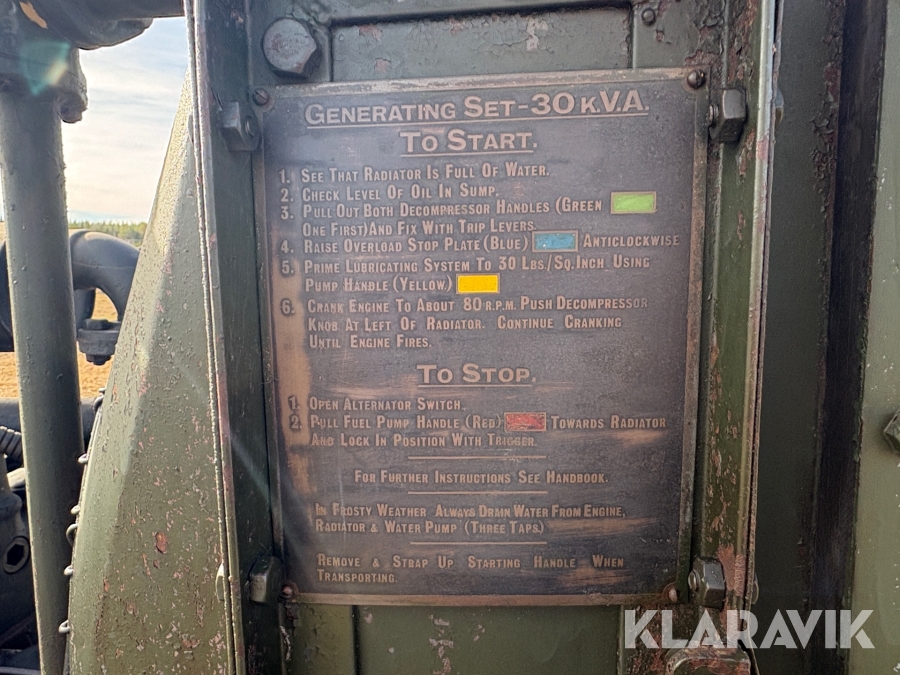 GENERATING SET-30 K.V.A.
TO START.
1. SEE THAT RADIATOR IS FULL OF WATER.
2. CHECK LEVEL OF OIL IN SUMP.
3. PULL OUT BOTH DECOMPRESSOR HANDLES (GREEN
ONE FIRST) AND FIX WITH TRIP LEVERS.
4. RAISE OVERLOAD STOP PLATE (BLUE) ANTICLOCKWISE
5. PRIME LUBRICATING SYSTEM TO 30 LBS./SQ.INCH USING
PUMP HANDLE (YELLOW.)
6. CRANK ENGINE TO ABOUT 80 R.P.M. PUSH DECOMPRESSOR
KNOB AT LEFT OF RADIATOR. CONTINUE CRANKING
UNTIL ENGINE FIRES.
TO STOP.
1. OPEN ALTERNATOR SWITCH.
2. PULL FUEL PUMP HANDLE (RED) TOWARDS RADIATOR
AND LOCK IN POSITION WITH TRIGGER.
FOR FURTHER INSTRUCTIONS SEE HANDBOOK.
IN FROSTY WEATHER ALWAYS DRAIN WATER FROM ENGINE,
RADIATOR & WATER PUMP (THREE TAPS)
REMOVE & STRAP UP STARTING HANDLE WHEN
TRANSPORTING.
KLARAVIK